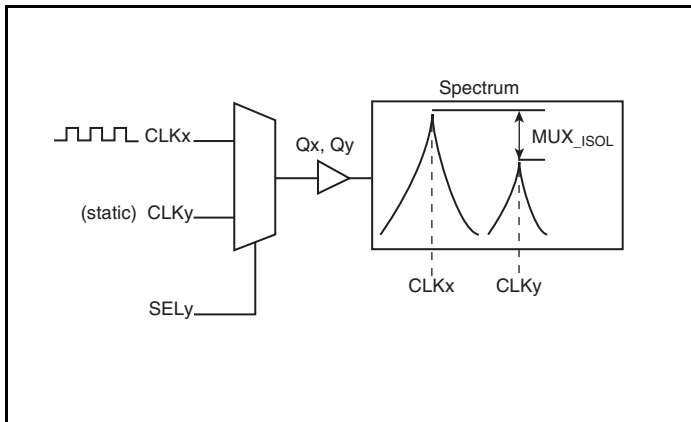 Spectrum
CLKx
Qx, Qy
MUX_ISOL
(static) CLKy
CLKx
CLKy
SELy